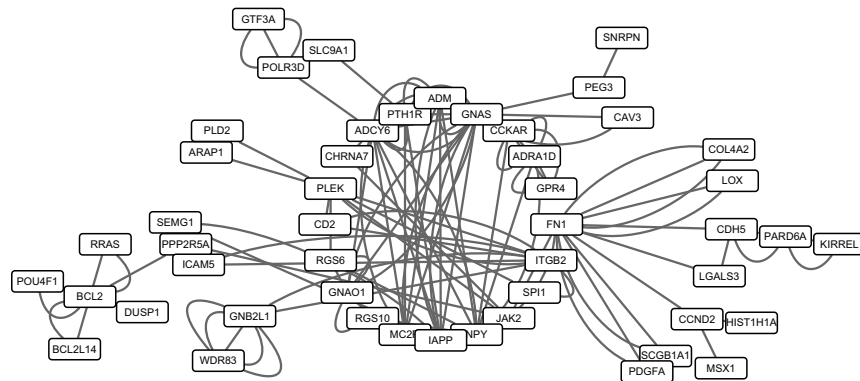 GTF3A
SLC9A1
POLR3D
SNRPN
PEG3
ADM
PTH1R
GNAS
CAV3
PLD2
ADCY6
CCKAR
ARAP1
CHRNA7
ADRA1D
COL4A2
PLEK
GPR4
LOX
SEMG1
CD2
FN1
CDH5
RRAS
PPP2R5A
PARD6A
KIRREL
ICAM5
RGS6
ITGB2
POU4F1
BCL2
LGALS3
GNAO1
SPI1
DUSP1
GNB2L1
RGS10
JAK2
CCND2
HIST1H1A
MC2
IAPP
NPY
BCL2L14
WDR83
SCGB1A1
PDGFA
MSX1